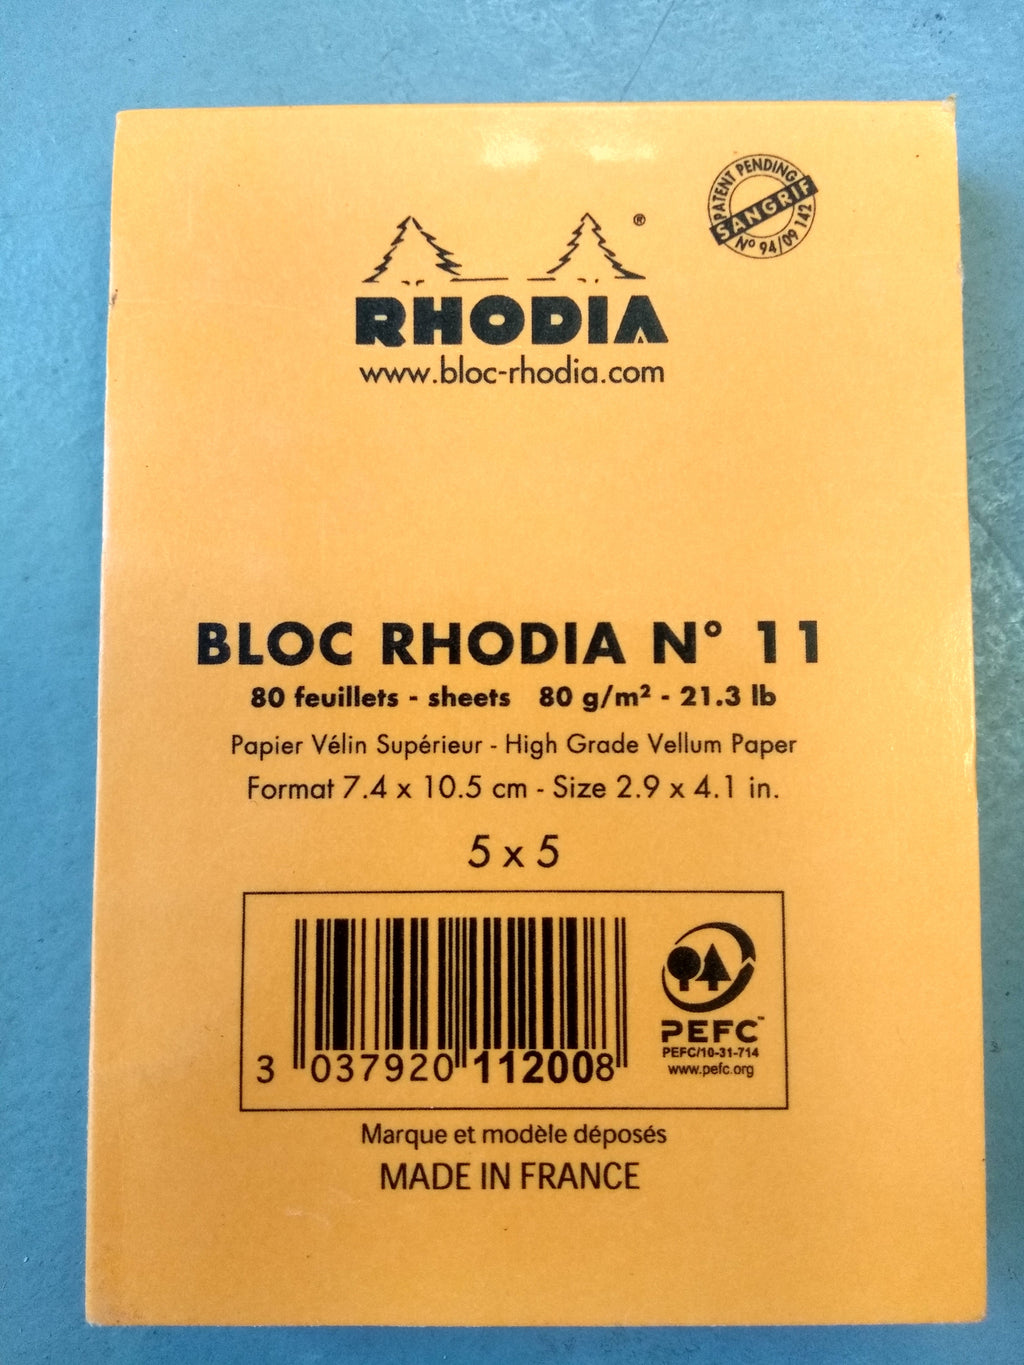 PATENT PENDING
SANGRIF
N° 94/09 142
®
RHODIA
www.bloc-rhodia.com
BLOC RHODIA N° 11
80 feuillets - sheets 80 g/m² - 21.3 lb
Papier Vélin Supérieur - High Grade Vellum Paper
Format 7.4 x 10.5 cm - Size 2.9 x 4.1 in.
5 x 5
3 037920 112008
PEFC™
PEFC/10-31-714
www.pefc.org
Marque et modèle déposés
MADE IN FRANCE